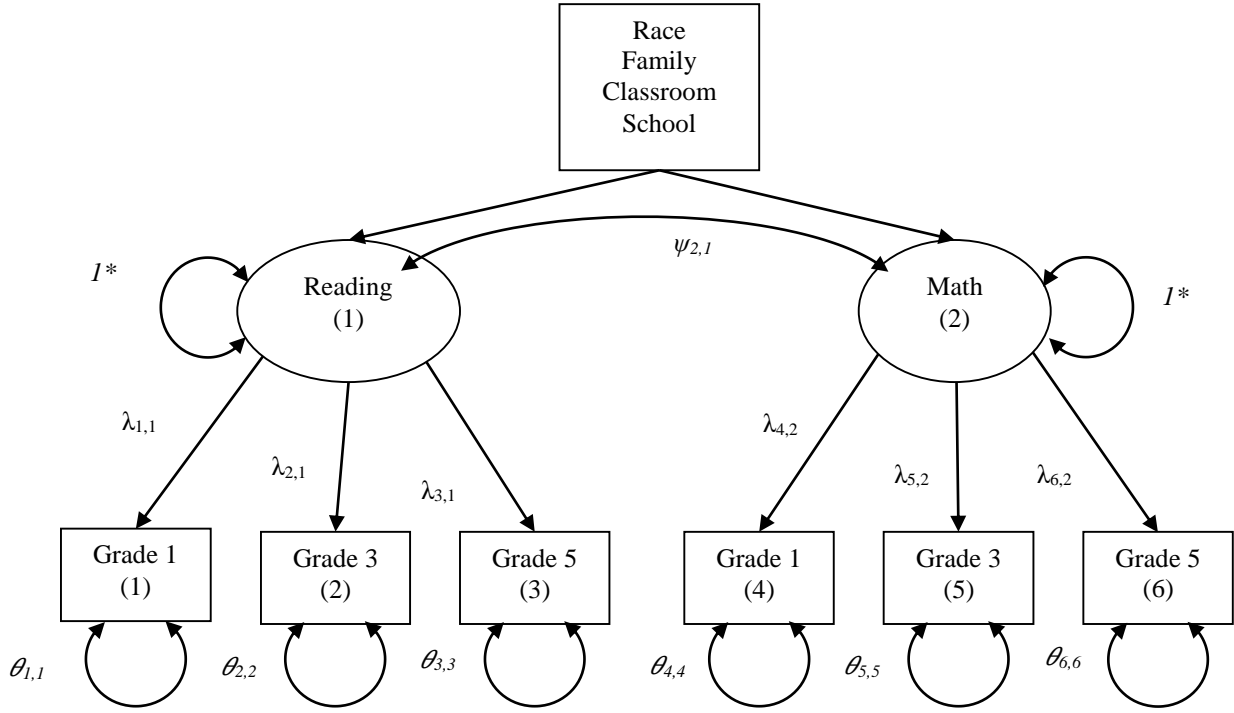 Race
Family
Classroom
School
ψ2,1
1*
Reading
(1)
Math
(2)
1*
λ1,1
λ2,1
λ3,1
λ4,2
λ5,2
λ6,2
Grade 1
(1)
Grade 3
(2)
Grade 5
(3)
Grade 1
(4)
Grade 3
(5)
Grade 5
(6)
θ1,1
θ2,2
θ3,3
θ4,4
θ5,5
θ6,6